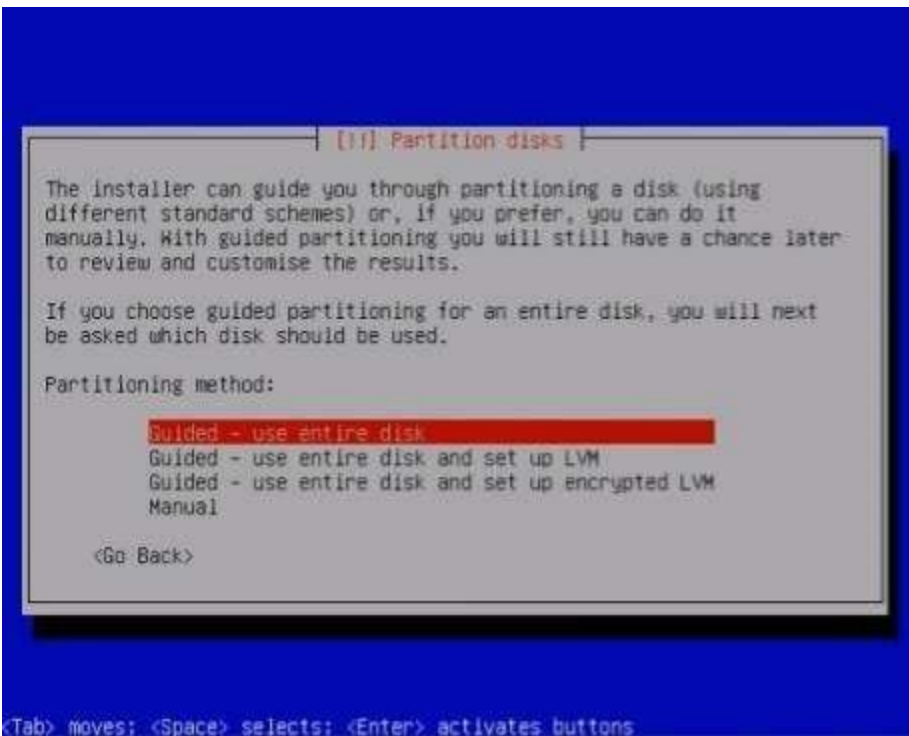 [!!] Partition disks
The installer can guide you through partitioning a disk (using
different standard schemes) or, if you prefer, you can do it
manually. With guided partitioning you will still have a chance later
to review and customise the results.
If you choose guided partitioning for an entire disk, you will next
be asked which disk should be used.
Partitioning method:
Guided - use entire disk
Guided - use entire disk and set up LVM
Guided - use entire disk and set up encrypted LVM
Manual
<Go Back>
<Tab> moves; <Space> selects; <Enter> activates buttons